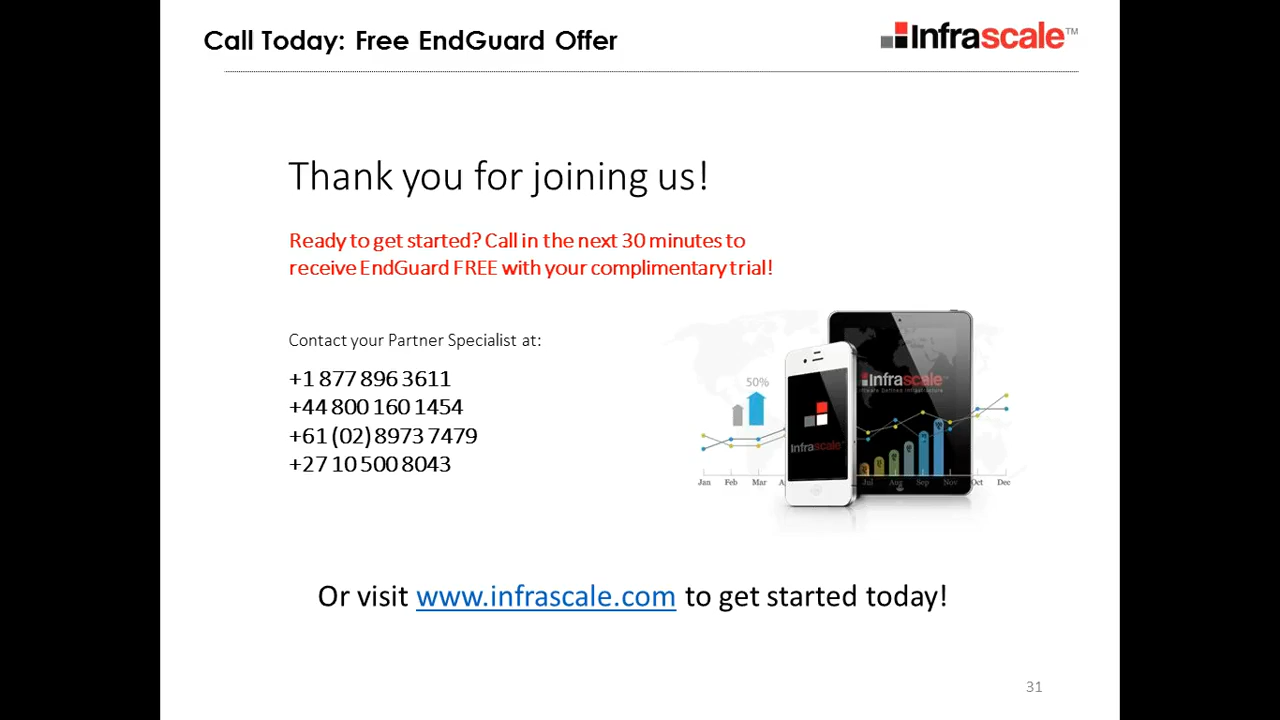 Call Today: Free EndGuard Offer
Infrascale™
Thank you for joining us!
Ready to get started? Call in the next 30 minutes to
receive EndGuard FREE with your complimentary trial!
Contact your Partner Specialist at:
+1 877 896 3611
+44 800 160 1454
+61 (02) 8973 7479
+27 10 500 8043
50%
Infrascale
Infrascale
Jan Feb Mar Jul Aug Sep Nov Oct Dec
Or visit www.infrascale.com to get started today!
31